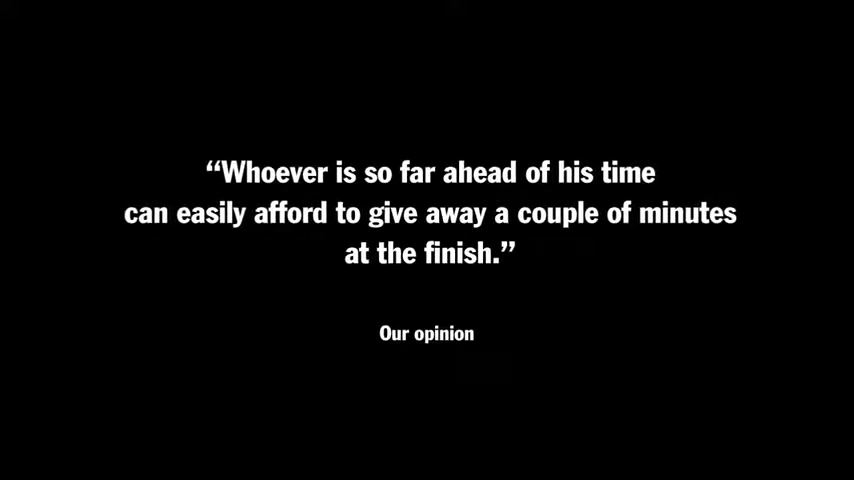 “Whoever is so far ahead of his time
can easily afford to give away a couple of minutes
at the finish.”
Our opinion